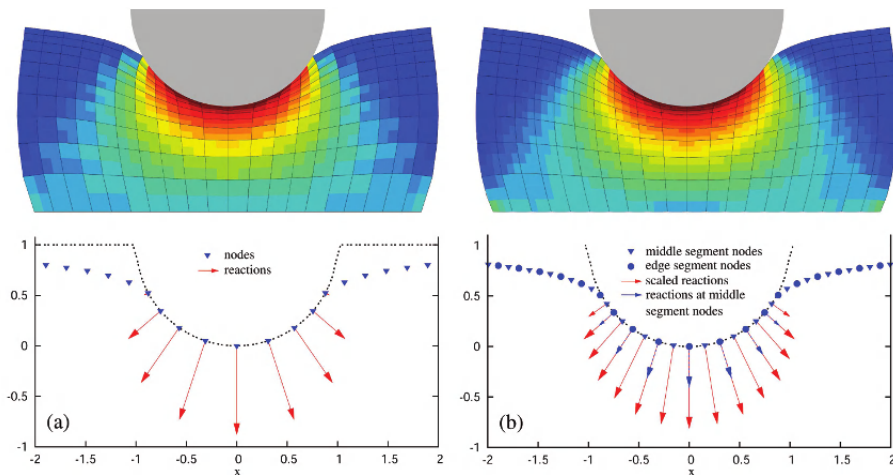 nodes
reactions
1
0.5
0
-0.5
-1
-2
-1.5
-1
-0.5
0
0.5
1
1.5
2
x
(a)
middle segment nodes
edge segment nodes
scaled reactions
reactions at middle
segment nodes
1
0.5
0
-0.5
-1
-2
-1.5
-1
-0.5
0
0.5
1
1.5
2
x
(b)